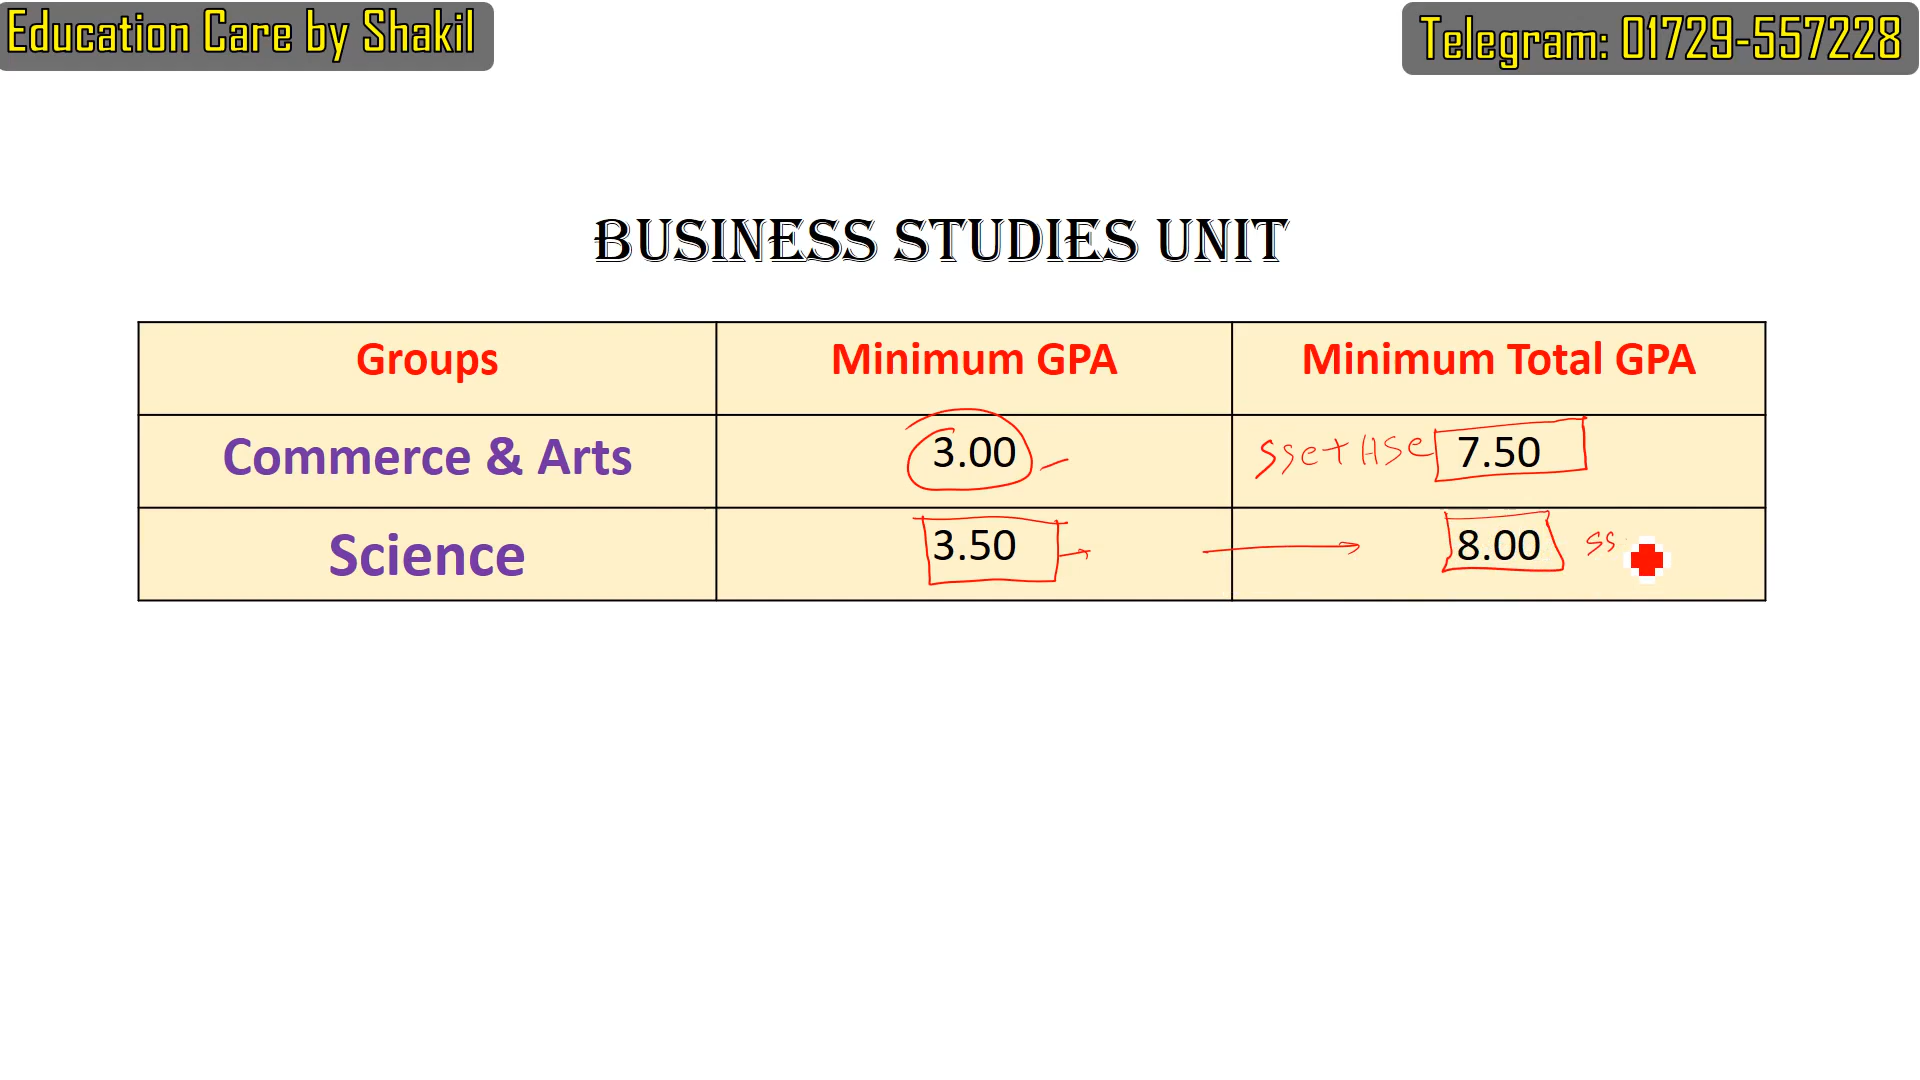 Education Care by Shakil
Telegram: 01729-557228
BUSINESS STUDIES UNIT
Groups Minimum GPA Minimum Total GPA
Commerce & Arts 3.00 SSC + HSC 7.50
Science 3.50 8.00 SS